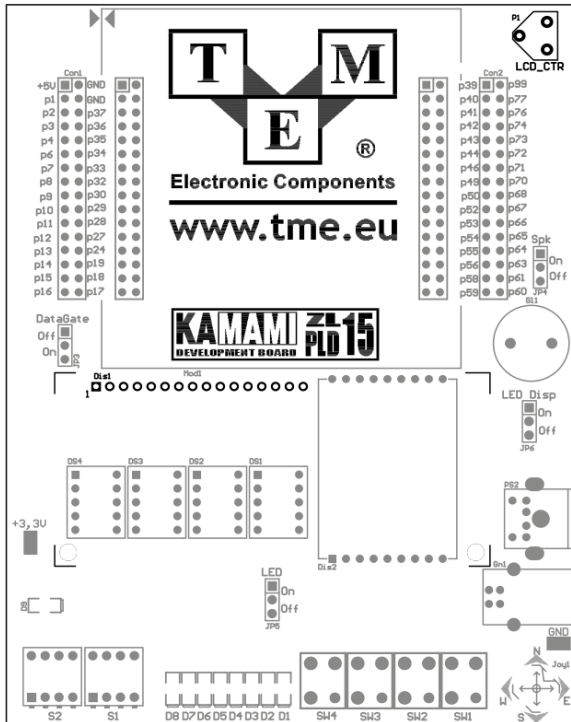 P1
LCD_CTR
T M E
®
Electronic Components
www.tme.eu
KAMAMI ZL PLD 15
DEVELOPMENT BOARD
Con1
+5V GND
p1 GND
p2 p37
p3 p36
p4 p35
p6 p34
p7 p33
p8 p32
p9 p30
p10 p29
p11 p28
p12 p27
p13 p24
p14 p19
p15 p18
p16 p17
Con2
p39 p99
p40 p77
p41 p76
p42 p74
p43 p73
p44 p72
p46 p71
p49 p70
p50 p68
p52 p67
p53 p66
p54 p65
p55 p64
p56 p63
p58 p61
p59 p60
Spk
On
Off
JP4
Gl1
DataGate
Off
On
JP3
Dis1
Mod1
1
LED Disp
On
Off
JP6
DS4
DS3
DS2
DS1
PS2
+3,3V
Dis2
Gn1
LED
On
Off
JP5
D9
GND
Joy1
N
W
E
S
S2
S1
D8 D7 D6 D5 D4 D3 D2 D1
SW4
SW3
SW2
SW1